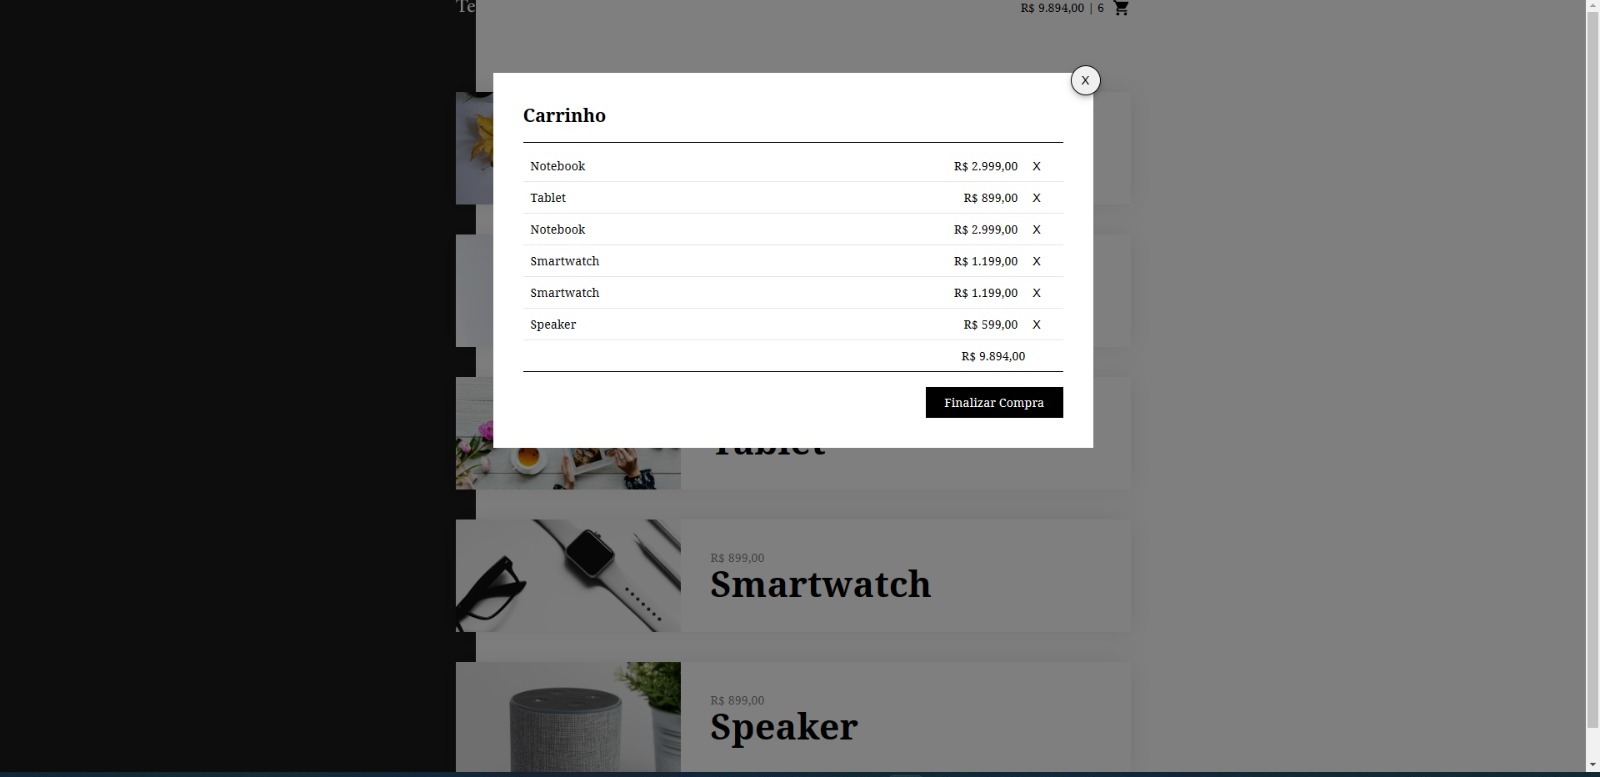 Te
R$ 9.894,00 | 6
X
Carrinho
Notebook R$ 2.999,00 X
Tablet R$ 899,00 X
Notebook R$ 2.999,00 X
Smartwatch R$ 1.199,00 X
Smartwatch R$ 1.199,00 X
Speaker R$ 599,00 X
R$ 9.894,00
Finalizar Compra
Tablet
R$ 899,00
Smartwatch
R$ 899,00
Speaker